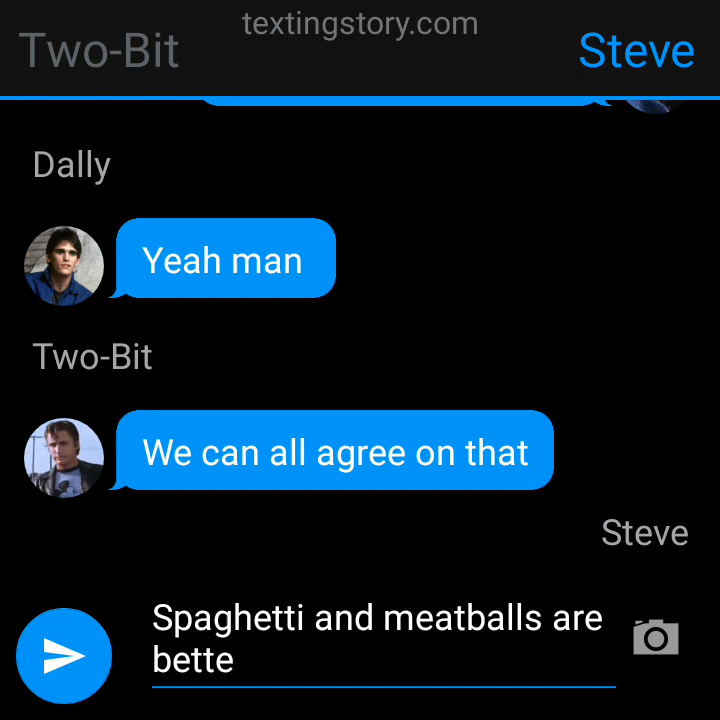 textingstory.com
Two-Bit
Steve
Dally
Yeah man
Two-Bit
We can all agree on that
Steve
Spaghetti and meatballs are
bette